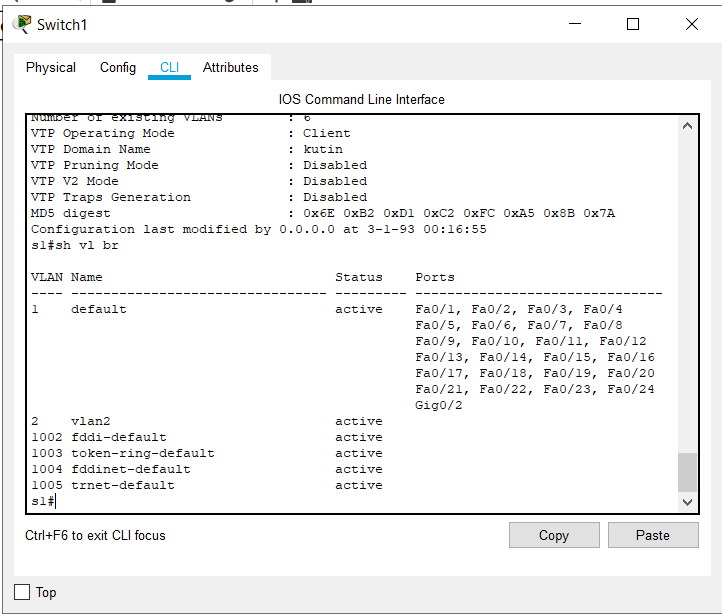 Switch1
Physical Config CLI Attributes
IOS Command Line Interface
Number of existing VLANs : 6
VTP Operating Mode : Client
VTP Domain Name : kutin
VTP Pruning Mode : Disabled
VTP V2 Mode : Disabled
VTP Traps Generation : Disabled
MD5 digest : 0x6E 0xB2 0xD1 0xC2 0xFC 0xA5 0x8B 0x7A
Configuration last modified by 0.0.0.0 at 3-1-93 00:16:55
s1#sh vl br
VLAN Name Status Ports
---- -------------------------------- --------- -------------------------------
1 default active Fa0/1, Fa0/2, Fa0/3, Fa0/4
Fa0/5, Fa0/6, Fa0/7, Fa0/8
Fa0/9, Fa0/10, Fa0/11, Fa0/12
Fa0/13, Fa0/14, Fa0/15, Fa0/16
Fa0/17, Fa0/18, Fa0/19, Fa0/20
Fa0/21, Fa0/22, Fa0/23, Fa0/24
Gig0/2
2 vlan2 active
1002 fddi-default active
1003 token-ring-default active
1004 fddinet-default active
1005 trnet-default active
s1#
Ctrl+F6 to exit CLI focus
Copy Paste
Top